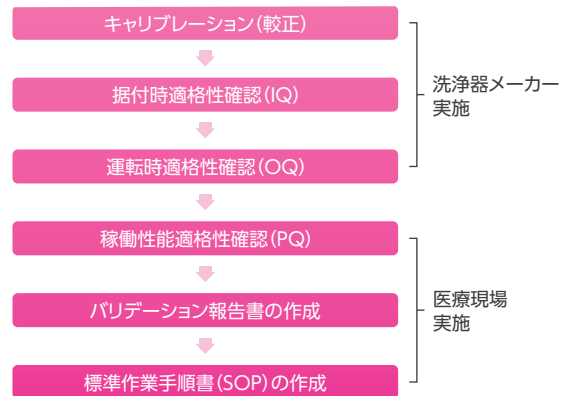 キャリブレーション(較正)
据付時適格性確認(IQ)
運転時適格性確認(OQ)
洗浄器メーカー
実施
稼働性能適格性確認(PQ)
バリデーション報告書の作成
標準作業手順書(SOP)の作成
医療現場
実施